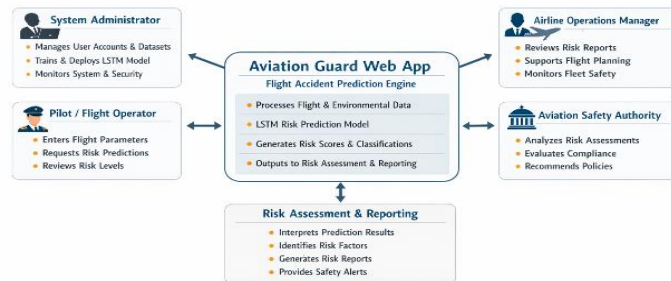 System Administrator
Manages User Accounts & Datasets
Trains & Deploys LSTM Model
Monitors System & Security
Pilot / Flight Operator
Enters Flight Parameters
Requests Risk Predictions
Reviews Risk Levels
Aviation Guard Web App
Flight Accident Prediction Engine
Processes Flight & Environmental Data
LSTM Risk Prediction Model
Generates Risk Scores & Classifications
Outputs to Risk Assessment & Reporting
Airline Operations Manager
Reviews Risk Reports
Supports Flight Planning
Monitors Fleet Safety
Aviation Safety Authority
Analyzes Risk Assessments
Evaluates Compliance
Recommends Policies
Risk Assessment & Reporting
Interprets Prediction Results
Identifies Risk Factors
Generates Risk Reports
Provides Safety Alerts